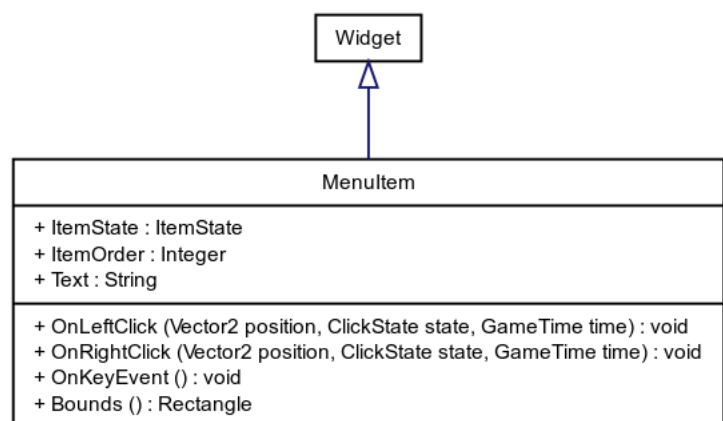 Widget
MenuItem
+ ItemState : ItemState
+ ItemOrder : Integer
+ Text : String
+ OnLeftClick (Vector2 position, ClickState state, GameTime time) : void
+ OnRightClick (Vector2 position, ClickState state, GameTime time) : void
+ OnKeyEvent () : void
+ Bounds () : Rectangle